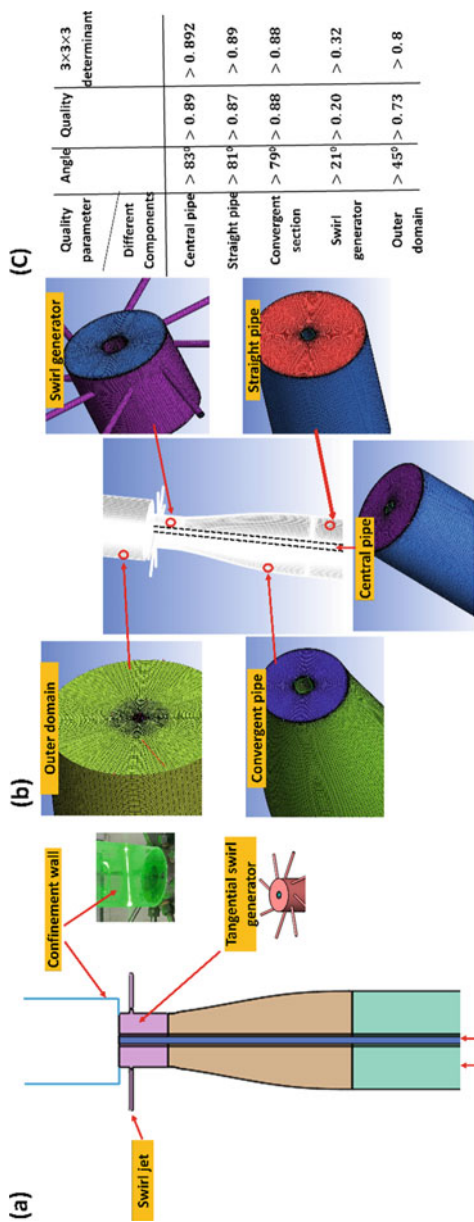 (a)
Confinement wall
Tangential swirl
generator
Swirl jet
(b)
Outer domain
Swirl generator
Convergent pipe
Straight pipe
Central pipe
(C)
Quality
parameter
Angle
Quality
3×3×3
determinant
Different
Components
Central pipe > 83⁰ > 0.89 > 0.892
Straight pipe > 81⁰ > 0.87 > 0.89
Convergent > 79⁰ > 0.88 > 0.88
section
Swirl > 21⁰ > 0.20 > 0.32
generator
Outer > 45⁰ > 0.73 > 0.8
domain